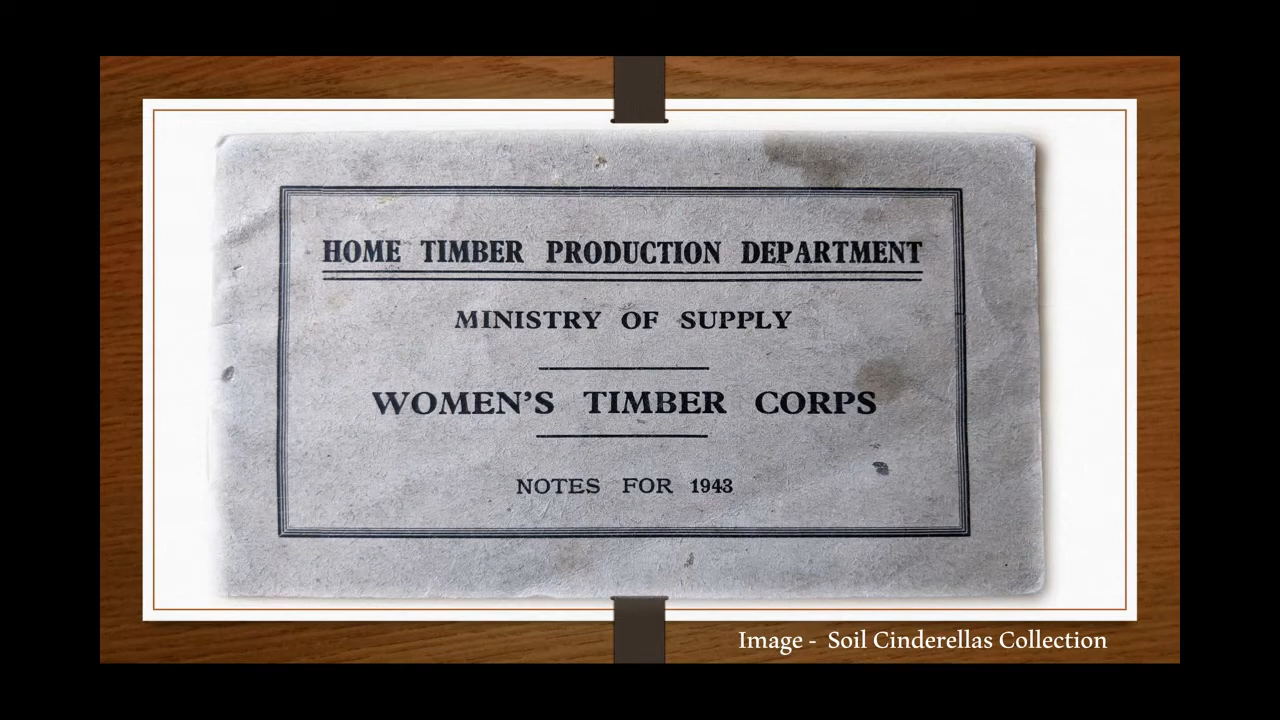 HOME TIMBER PRODUCTION DEPARTMENT
MINISTRY OF SUPPLY
WOMEN'S TIMBER CORPS
NOTES FOR 1943
Image - Soil Cinderellas Collection